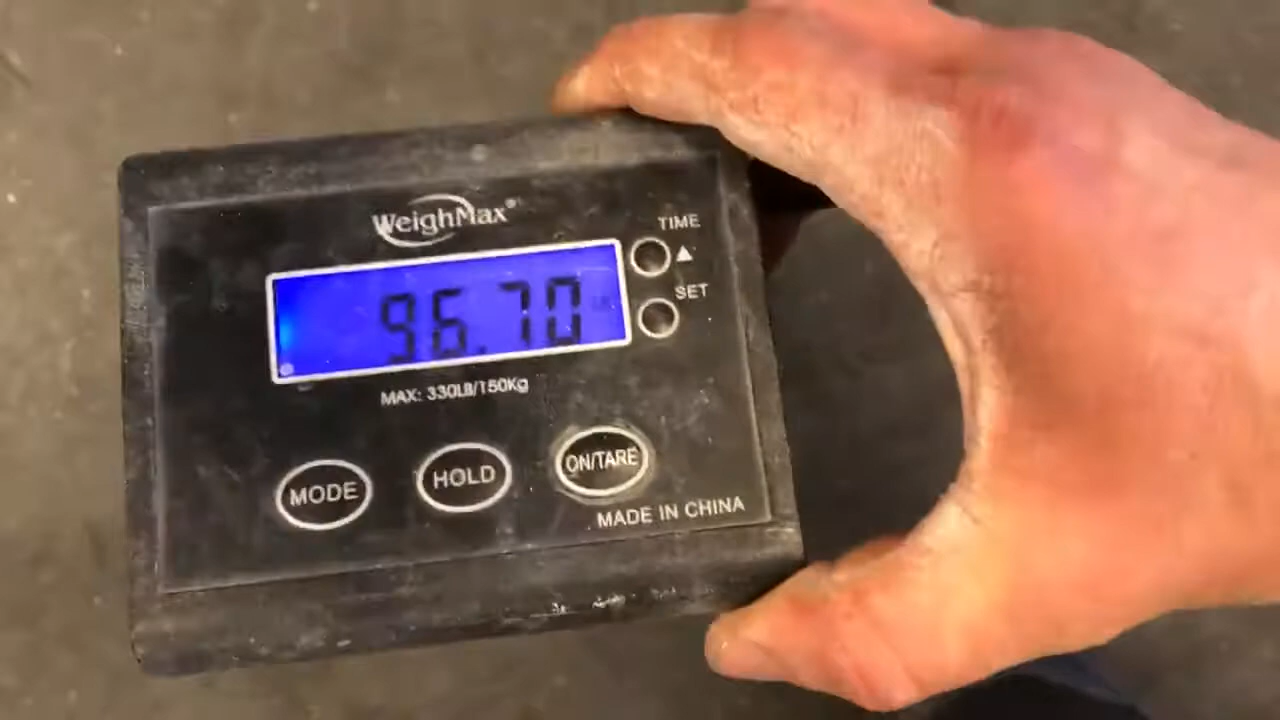 WeighMax®
TIME
▲
SET
96.70
MAX: 330LB/150Kg
MODE
HOLD
ON/TARE
MADE IN CHINA